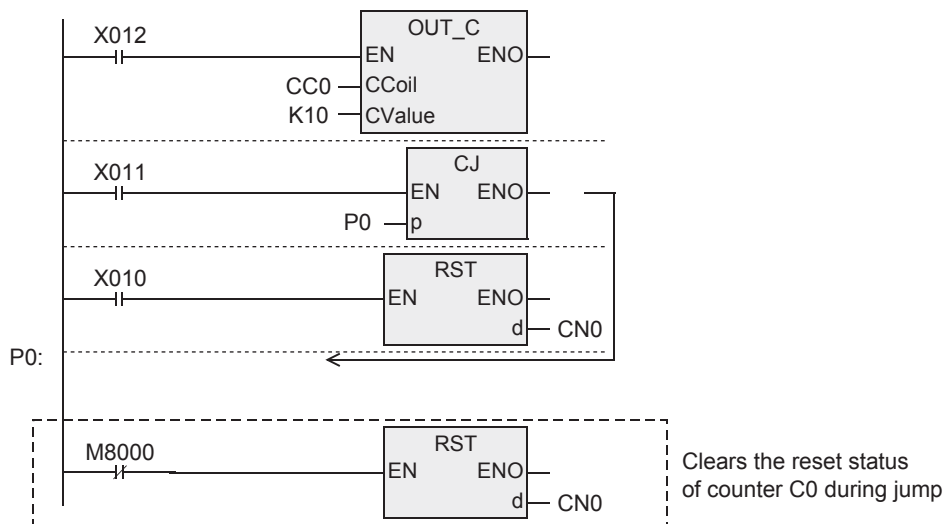 X012
OUT_C
EN ENO
CC0 CCoil
K10 CValue
X011
CJ
EN ENO
P0 p
X010
RST
EN ENO
d CN0
P0:
M8000
RST
EN ENO
d CN0
Clears the reset status
of counter C0 during jump